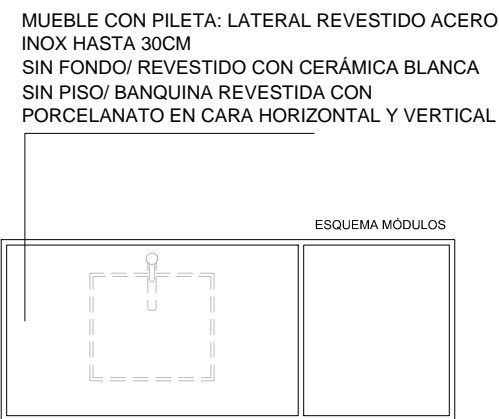 MUEBLE CON PILETA: LATERAL REVESTIDO ACERO
INOX HASTA 30CM
SIN FONDO/ REVESTIDO CON CERÁMICA BLANCA
SIN PISO/ BANQUINA REVESTIDA CON
PORCELANATO EN CARA HORIZONTAL Y VERTICAL
ESQUEMA MÓDULOS